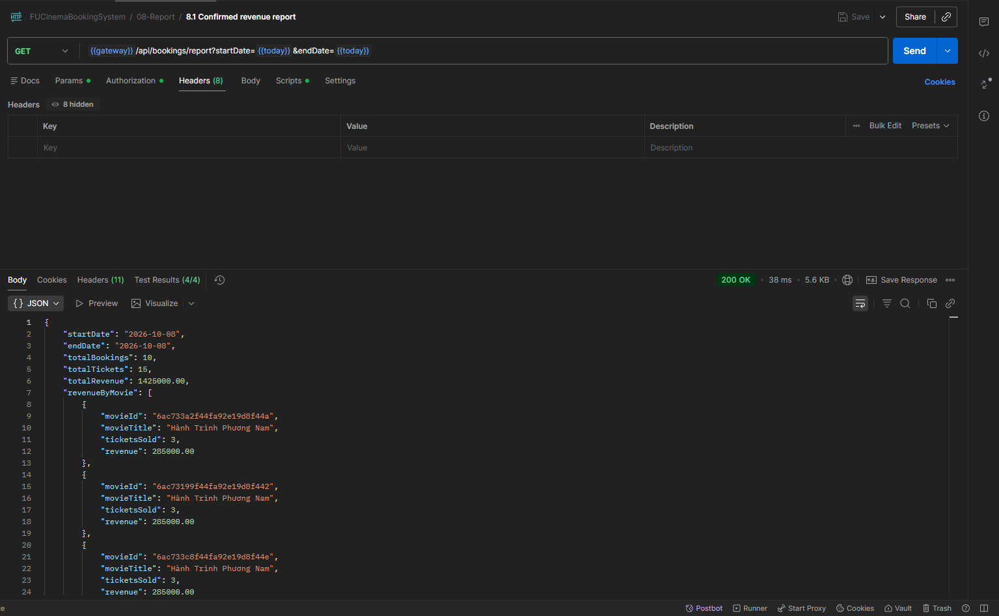 HTTP FUCinemaBookingSystem / 08-Report / 8.1 Confirmed revenue report Save Share
GET {{gateway}} /api/bookings/report?startDate= {{today}} &endDate= {{today}} Send
Docs Params Authorization Headers (8) Body Scripts Settings Cookies
Headers 8 hidden
Key Value Description Bulk Edit Presets
Key Value Description
Body Cookies Headers (11) Test Results (4/4) 200 OK 38 ms 5.6 KB Save Response
{} JSON Preview Visualize
1 {
2 "startDate": "2026-10-08",
3 "endDate": "2026-10-08",
4 "totalBookings": 10,
5 "totalTickets": 15,
6 "totalRevenue": 1425000.00,
7 "revenueByMovie": [
8 {
9 "movieId": "6ac733a2f44fa92e19d8f44a",
10 "movieTitle": "Hành Trình Phương Nam",
11 "ticketsSold": 3,
12 "revenue": 285000.00
13 },
14 {
15 "movieId": "6ac73199f44fa92e19d8f442",
16 "movieTitle": "Hành Trình Phương Nam",
17 "ticketsSold": 3,
18 "revenue": 285000.00
19 },
20 {
21 "movieId": "6ac733c8f44fa92e19d8f44e",
22 "movieTitle": "Hành Trình Phương Nam",
23 "ticketsSold": 3,
24 "revenue": 285000.00
Postbot Runner Start Proxy Cookies Vault Trash